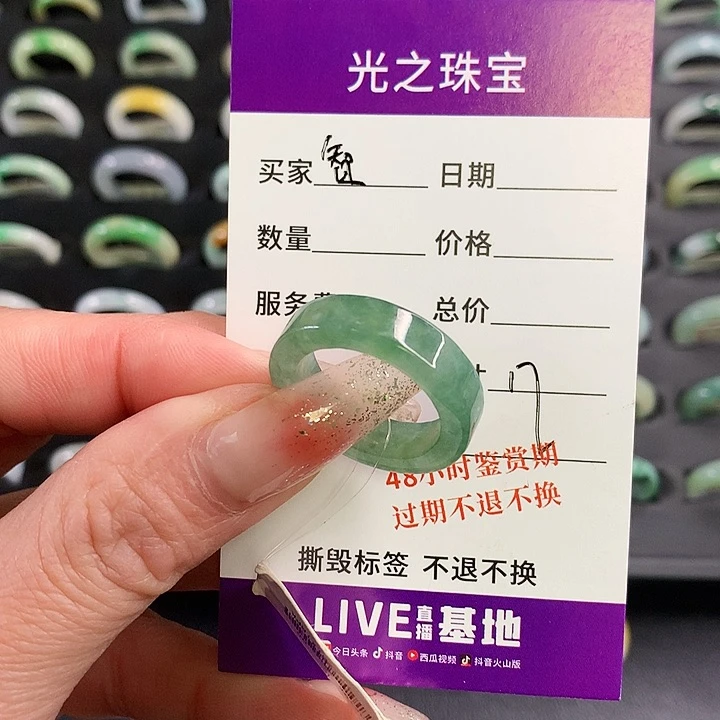 光之珠宝
买家 日期
数量 价格
服务 总价
17
48小时鉴赏期
过期不退不换
撕毁标签 不退不换
LIVE直播基地
今日头条 抖音 西瓜视频 抖音火山版